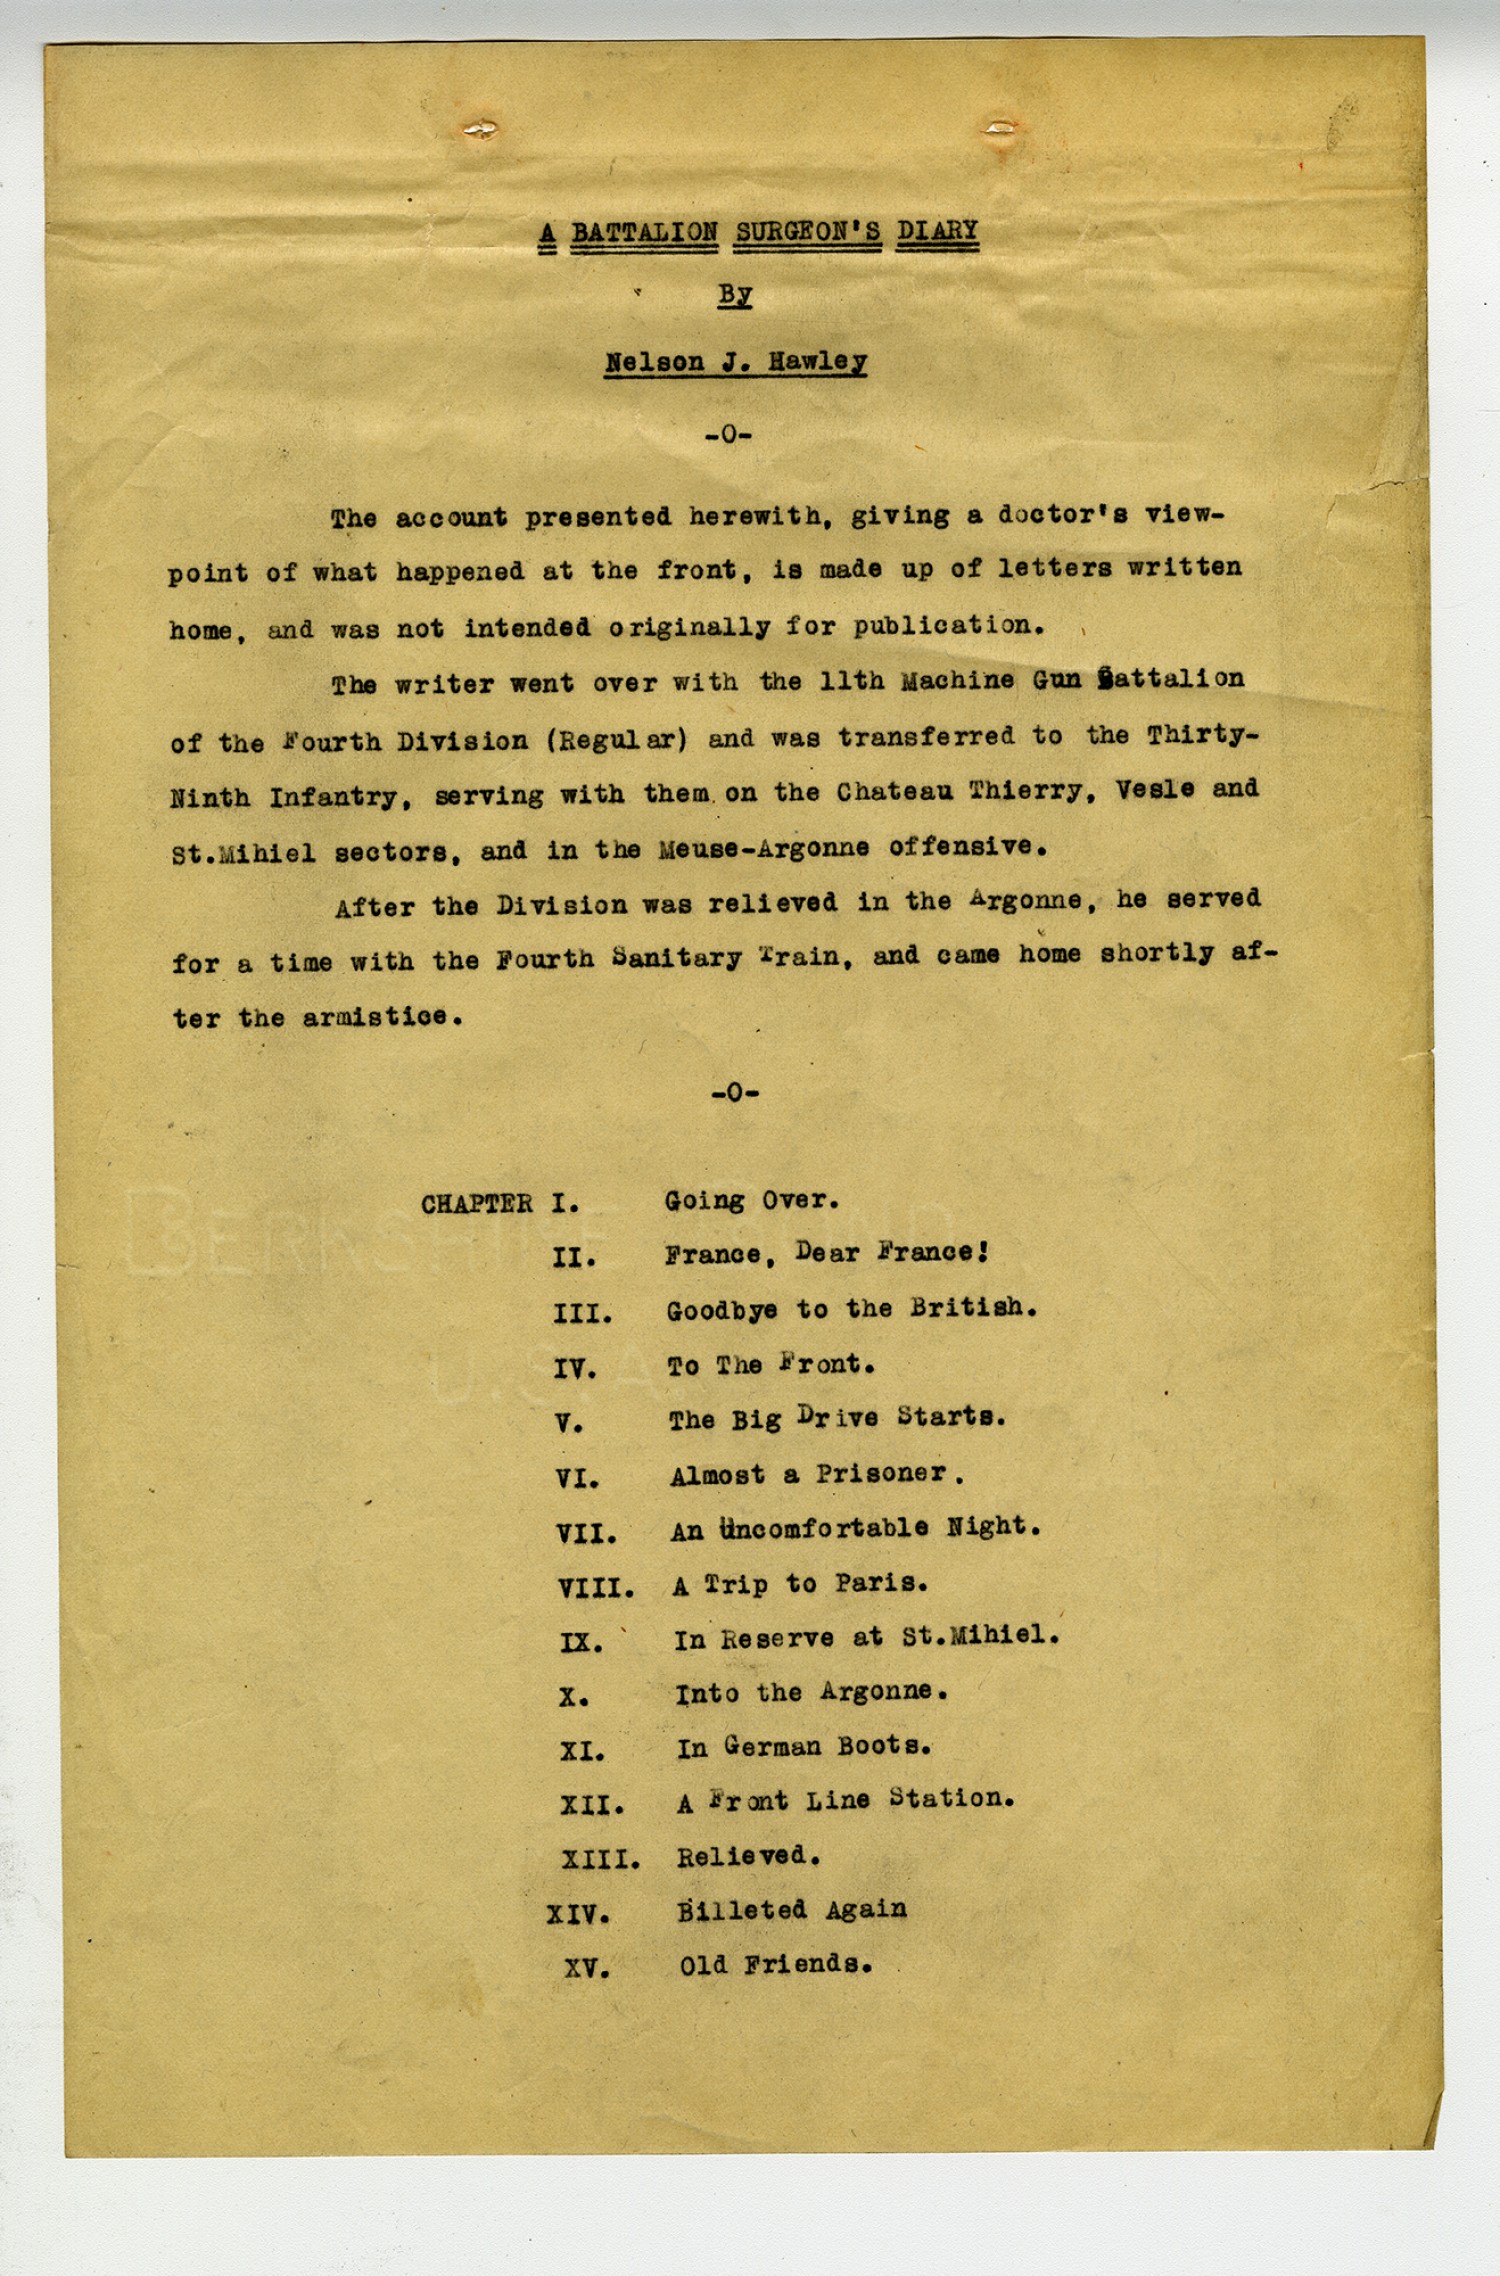 A BATTALION SURGEON'S DIARY
By
Nelson J. Hawley
-0-
The account presented herewith, giving a doctor's view-
point of what happened at the front, is made up of letters written
home, and was not intended originally for publication.
The writer went over with the 11th Machine Gun Battalion
of the Fourth Division (Regular) and was transferred to the Thirty-
Ninth Infantry, serving with them on the Chateau Thierry, Vesle and
St.Mihiel sectors, and in the Meuse-Argonne offensive.
After the Division was relieved in the Argonne, he served
for a time with the Fourth Sanitary Train, and came home shortly af-
ter the armistice.
-0-
CHAPTER I. Going Over.
II. France, Dear France!
III. Goodbye to the British.
IV. To The Front.
V. The Big Drive Starts.
VI. Almost a Prisoner.
VII. An Uncomfortable Night.
VIII. A Trip to Paris.
IX. In Reserve at St.Mihiel.
X. Into the Argonne.
XI. In German Boots.
XII. A Front Line Station.
XIII. Relieved.
XIV. Billeted Again
XV. Old Friends.